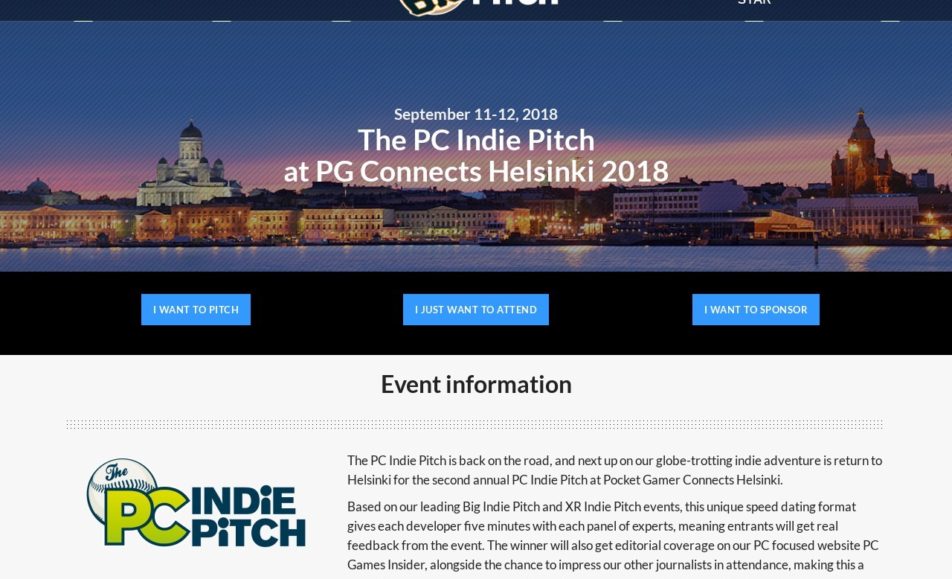 BIG PITCH
STAR
September 11-12, 2018
The PC Indie Pitch
at PG Connects Helsinki 2018
I WANT TO PITCH
I JUST WANT TO ATTEND
I WANT TO SPONSOR
Event information
The
PC INDiE
PiTCH
The PC Indie Pitch is back on the road, and next up on our globe-trotting indie adventure is return to
Helsinki for the second annual PC Indie Pitch at Pocket Gamer Connects Helsinki.
Based on our leading Big Indie Pitch and XR Indie Pitch events, this unique speed dating format
gives each developer five minutes with each panel of experts, meaning entrants will get real
feedback from the event. The winner will also get editorial coverage on our PC focused website PC
Games Insider, alongside the chance to impress our other journalists in attendance, making this a